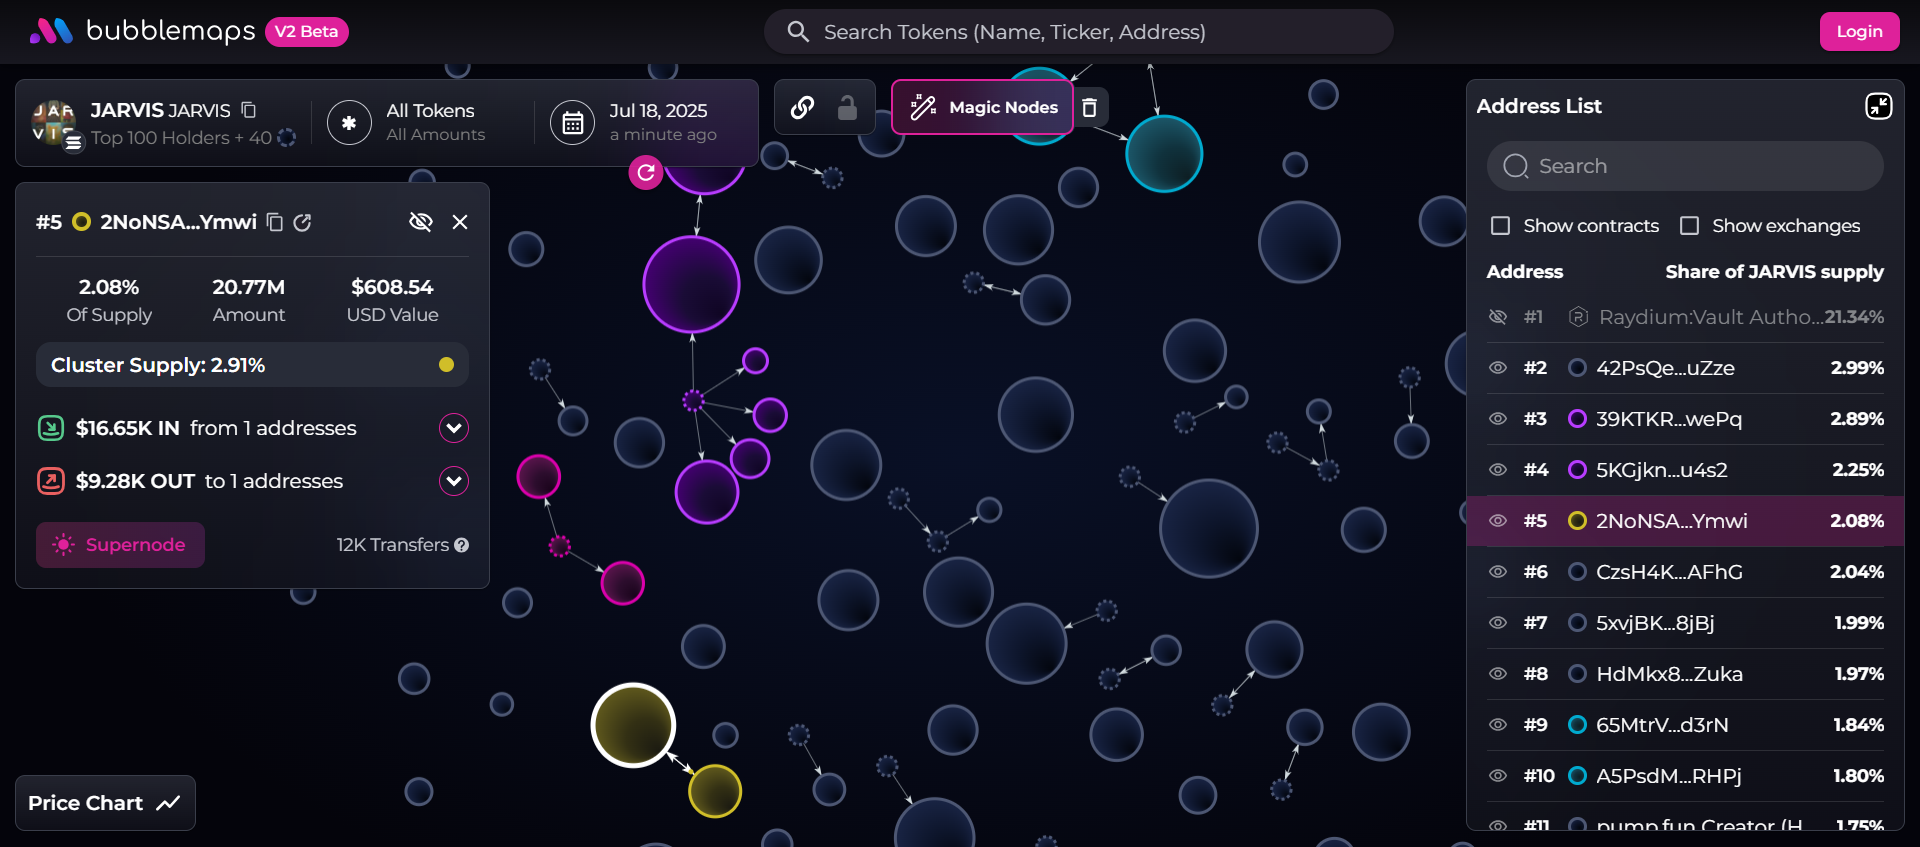 bubblemaps V2 Beta
Search Tokens (Name, Ticker, Address)
Login
JARVIS JARVIS
Top 100 Holders + 40
All Tokens
All Amounts
Jul 18, 2025
a minute ago
Magic Nodes
#5 2NoNSA...Ymwi
2.08%
Of Supply
20.77M
Amount
$608.54
USD Value
Cluster Supply: 2.91%
$16.65K IN from 1 addresses
$9.28K OUT to 1 addresses
Supernode
12K Transfers ?
Price Chart
Address List
Search
Show contracts
Show exchanges
Address Share of JARVIS supply
#1 Raydium:Vault Autho...21.34%
#2 42PsQe...uZze 2.99%
#3 39KTKR...wePq 2.89%
#4 5KGjkn...u4s2 2.25%
#5 2NoNSA...Ymwi 2.08%
#6 CzsH4K...AFhG 2.04%
#7 5xvjBK...8jBj 1.99%
#8 HdMkx8...Zuka 1.97%
#9 65MtrV...d3rN 1.84%
#10 A5PsdM...RHPj 1.80%
#11 pump.fun Creator (H 1.75%